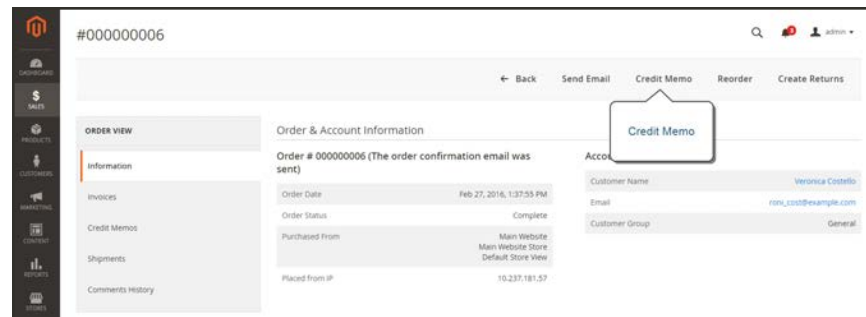 #000000006
admin
DASHBOARD
SALES
PRODUCTS
CUSTOMERS
MARKETING
CONTENT
REPORTS
STORES
← Back
Send Email
Credit Memo
Reorder
Create Returns
Credit Memo
ORDER VIEW
Information
Invoices
Credit Memos
Shipments
Comments History
Order & Account Information
Order # 000000006 (The order confirmation email was
sent)
Order Date Feb 27, 2016, 1:37:55 PM
Order Status Complete
Purchased From Main Website
Main Website Store
Default Store View
Placed from IP 10.237.181.57
Customer Name Veronica Costello
Email roni_cost@example.com
Customer Group General